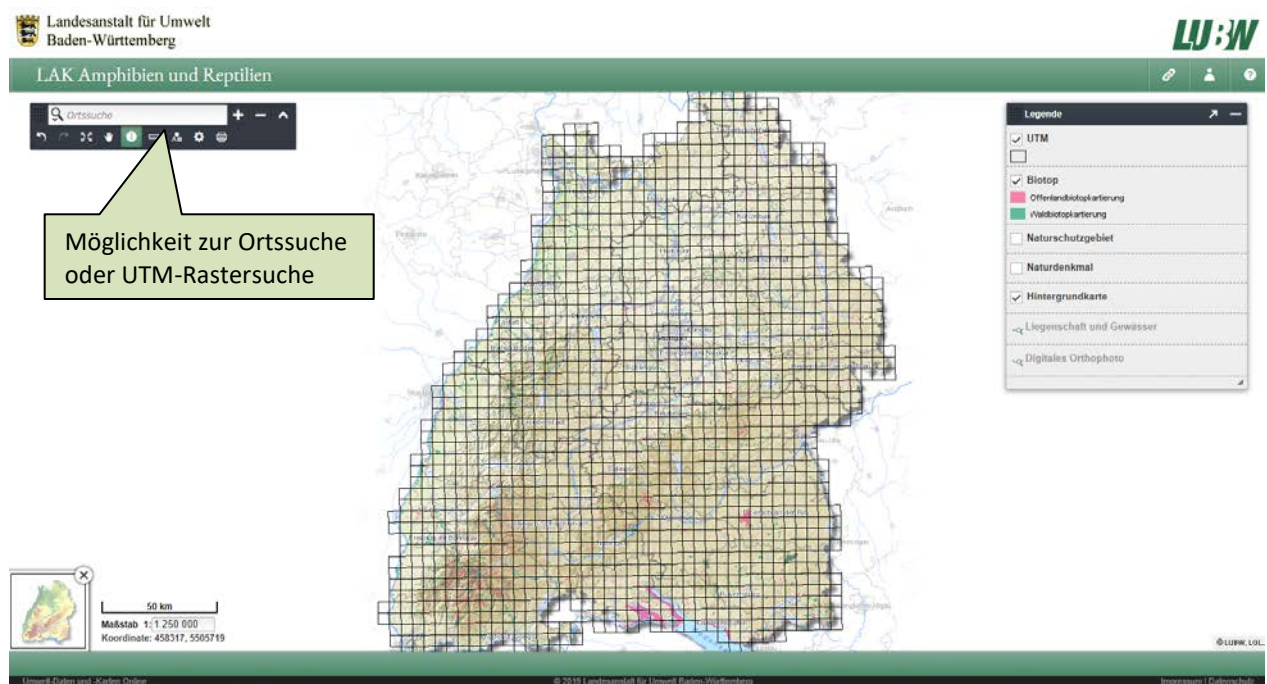 Landesanstalt für Umwelt
Baden-Württemberg
LUBW
LAK Amphibien und Reptilien
Ortssuche
Möglichkeit zur Ortssuche
oder UTM-Rastersuche
Legende
UTM
Biotop
Offenlandbiotopkartierung
Waldbiotopkartierung
Naturschutzgebiet
Naturdenkmal
Hintergrundkarte
Liegenschaft und Gewässer
Digitales Orthophoto
50 km
Maßstab 1: 1 250 000
Koordinate: 458317, 5505719
© LUBW, LGL
Umwelt-Daten und -Karten Online
© 2015 Landesanstalt für Umwelt Baden-Württemberg
Impressum | Datenschutz